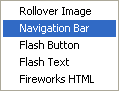 Rollover Image
Navigation Bar
Flash Button
Flash Text
Fireworks HTML